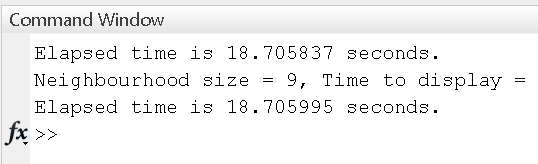 Command Window
Elapsed time is 18.705837 seconds.
Neighbourhood size = 9, Time to display =
Elapsed time is 18.705995 seconds.
fx >>